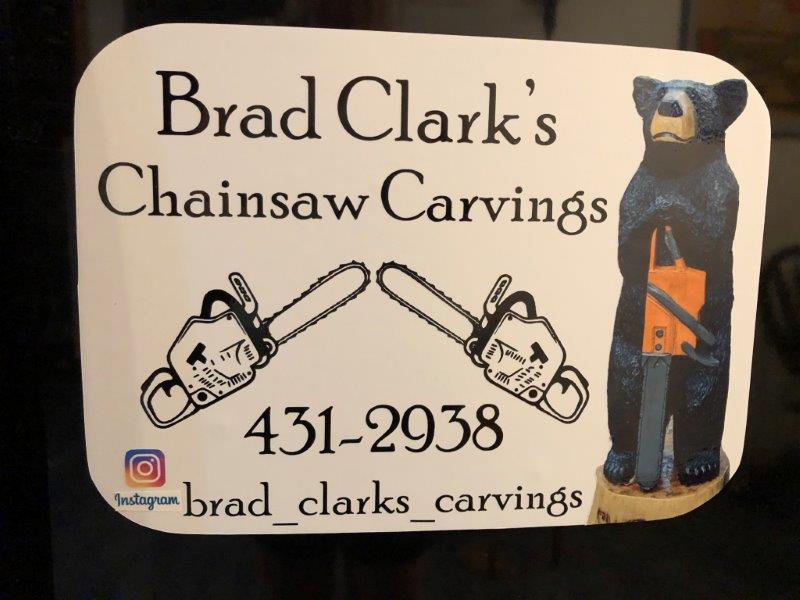 Brad Clark's
Chainsaw Carvings
431-2938
Instagram
brad_clarks_carvings